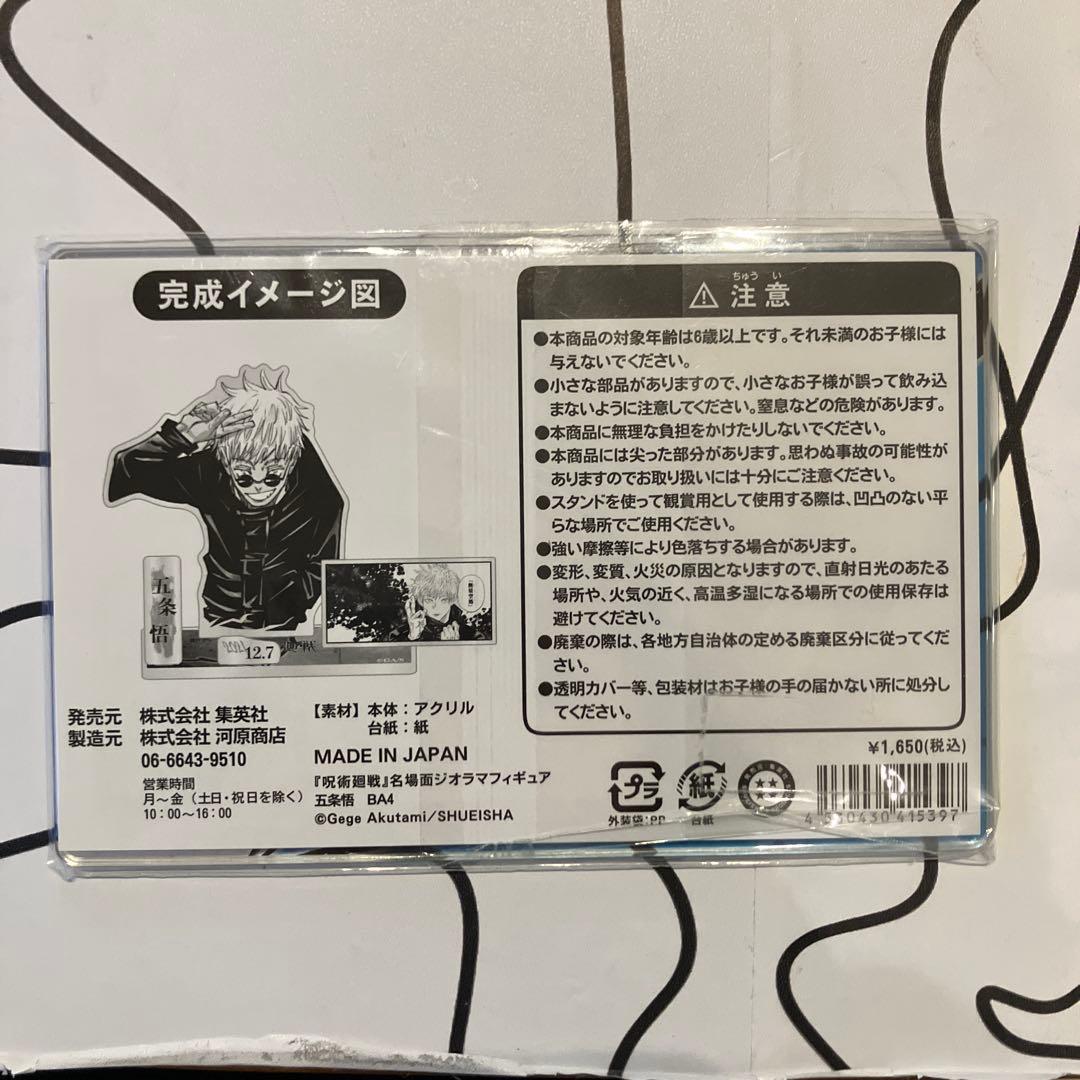 完成イメージ図
五条悟
2021
12.7
廻戦
©GA/S
発売元 株式会社 集英社
製造元 株式会社 河原商店
06-6643-9510
営業時間
月〜金（土日・祝日を除く）
10：00〜16：00
【素材】本体：アクリル
台紙：紙
MADE IN JAPAN
『呪術廻戦』名場面ジオラマフィギュア
五条悟 BA4
©Gege Akutami/SHUEISHA
ちゅう い
⚠ 注意
●本商品の対象年齢は6歳以上です。それ未満のお子様には
与えないでください。
●小さな部品がありますので、小さなお子様が誤って飲み込
まないように注意してください。窒息などの危険があります。
●本商品に無理な負担をかけたりしないでください。
●本商品には尖った部分があります。思わぬ事故の可能性が
ありますのでお取り扱いには十分にご注意ください。
●スタンドを使って観賞用として使用する際は、凹凸のない平
らな場所でご使用ください。
●強い摩擦等により色落ちする場合があります。
●変形、変質、火災の原因となりますので、直射日光のあたる
場所や、火気の近く、高温多湿になる場所での使用保存は
避けてください。
●廃棄の際は、各地方自治体の定める廃棄区分に従ってくだ
さい。
●透明カバー等、包装材はお子様の手の届かない所に処分し
てください。
¥1,650(税込)
プラ
外装袋：PP
紙
台紙
430 415397